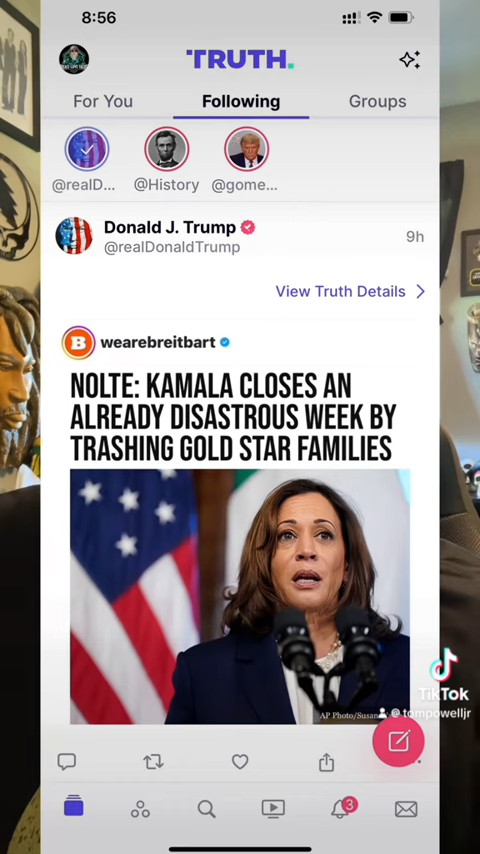 8:56
TRUTH.
For You
Following
Groups
@realD...
@History
@gome...
Donald J. Trump
9h
@realDonaldTrump
View Truth Details
wearebreitbart
NOLTE: KAMALA CLOSES AN
ALREADY DISASTROUS WEEK BY
TRASHING GOLD STAR FAMILIES
AP Photo/Susan
TikTok
@tompowelljr
3